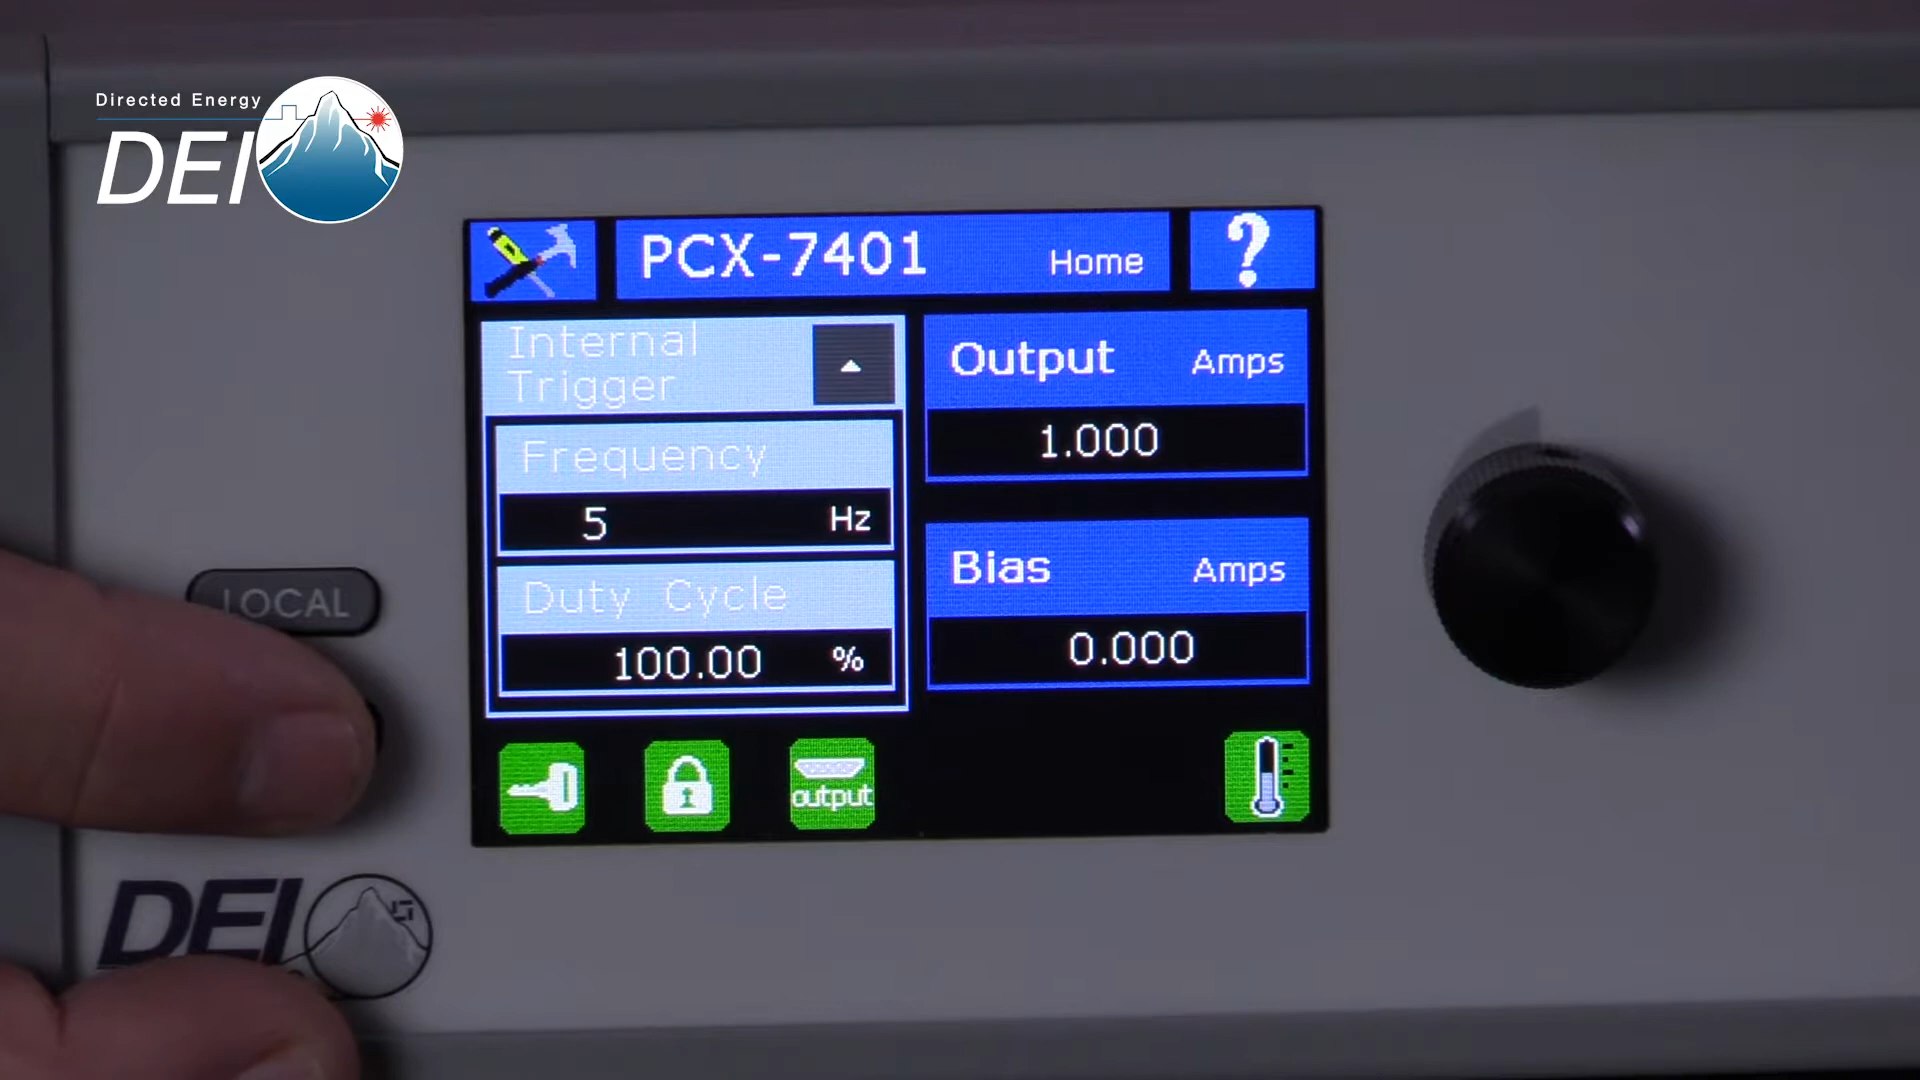 Directed Energy
DEI
PCX-7401 Home
?
Internal
Trigger
Frequency
5 Hz
Duty Cycle
100.00 %
Output Amps
1.000
Bias Amps
0.000
output
LOCAL
DEI